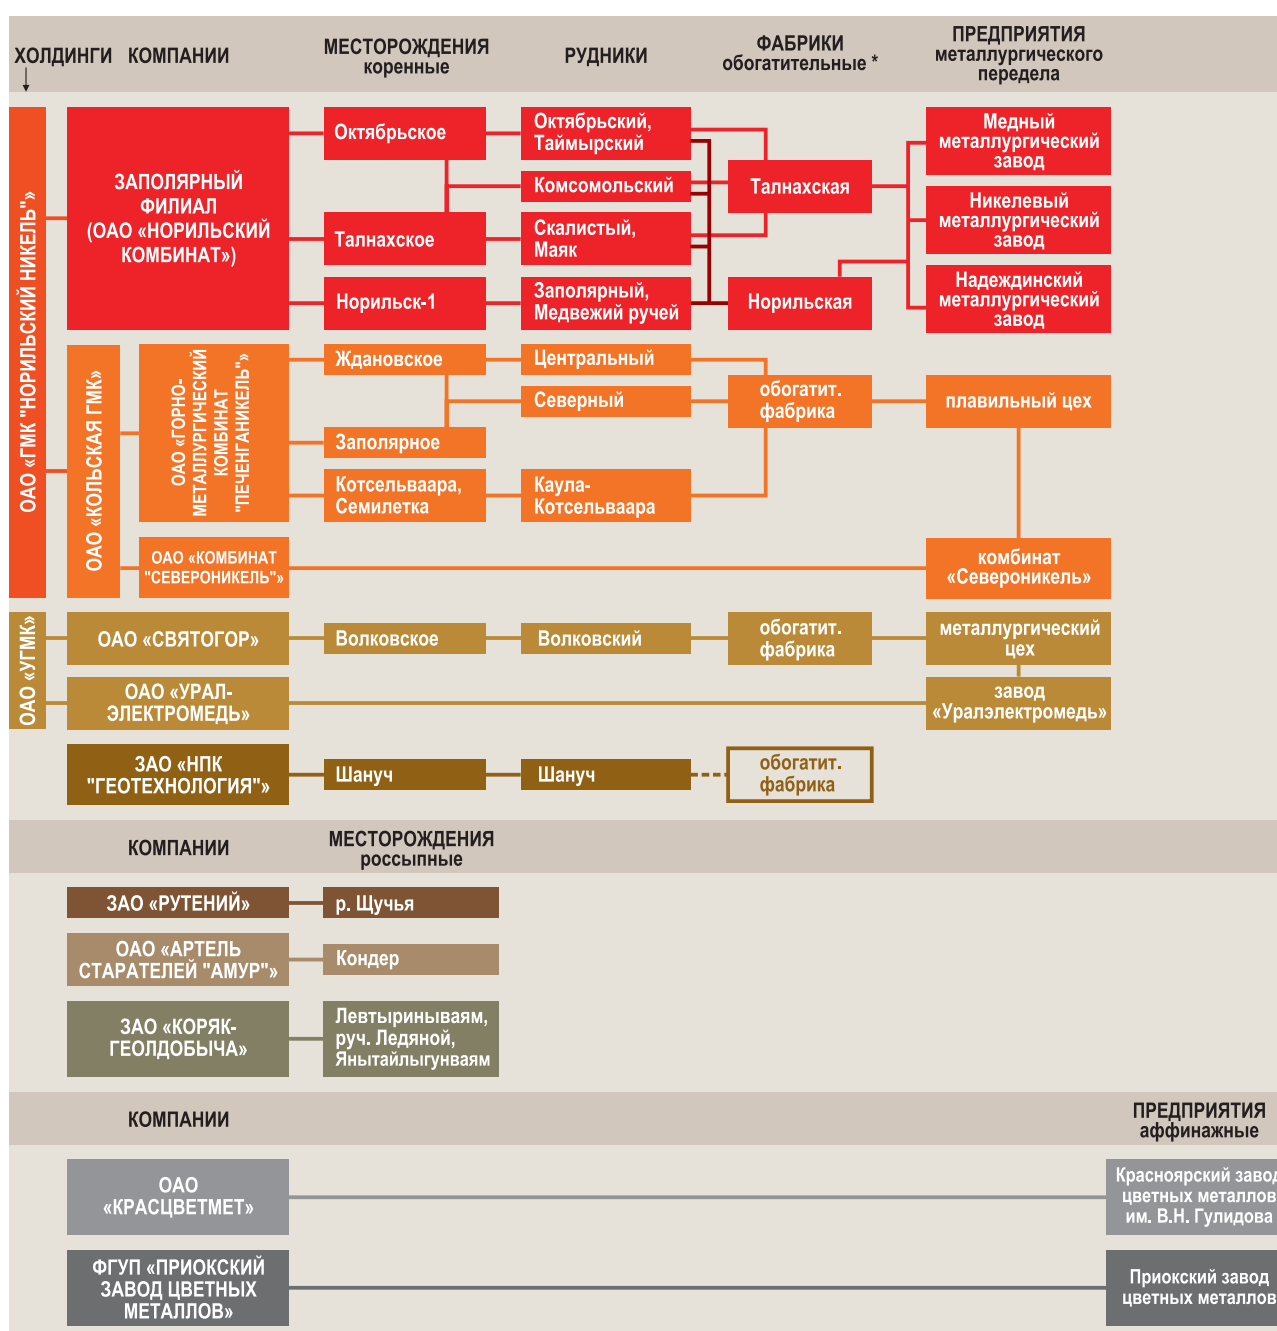 ХОЛДИНГИ
КОМПАНИИ
МЕСТОРОЖДЕНИЯ
коренные
РУДНИКИ
ФАБРИКИ
обогатительные *
ПРЕДПРИЯТИЯ
металлургического
передела
ОАО «ГМК "НОРИЛЬСКИЙ НИКЕЛЬ"»
ЗАПОЛЯРНЫЙ
ФИЛИАЛ
(ОАО «НОРИЛЬСКИЙ
КОМБИНАТ»)
Октябрьское
Талнахское
Норильск-1
Октябрьский,
Таймырский
Комсомольский
Скалистый,
Маяк
Заполярный,
Медвежий ручей
Талнахская
Норильская
Медный
металлургический
завод
Никелевый
металлургический
завод
Надеждинский
металлургический
завод
ОАО «КОЛЬСКАЯ ГМК»
ОАО «ГОРНО-
МЕТАЛЛУРГИЧЕСКИЙ
КОМБИНАТ
"ПЕЧЕНГАНИКЕЛЬ"»
Ждановское
Заполярное
Котсельваара,
Семилетка
Центральный
Северный
Каула-
Котсельваара
обогатит.
фабрика
плавильный цех
ОАО «КОМБИНАТ
"СЕВЕРОНИКЕЛЬ"»
комбинат
«Североникель»
ОАО «УГМК»
ОАО «СВЯТОГОР»
Волковское
Волковский
обогатит.
фабрика
металлургический
цех
ОАО «УРАЛ-
ЭЛЕКТРОМЕДЬ»
завод
«Уралэлектромедь»
ЗАО «НПК
"ГЕОТЕХНОЛОГИЯ"»
Шануч
Шануч
обогатит.
фабрика
КОМПАНИИ
МЕСТОРОЖДЕНИЯ
россыпные
ЗАО «РУТЕНИЙ»
р. Щучья
ОАО «АРТЕЛЬ
СТАРАТЕЛЕЙ "АМУР"»
Кондер
ЗАО «КОРЯК-
ГЕОЛДОБЫЧА»
Левтыринываям,
руч. Ледяной,
Янытайлыгунваям
КОМПАНИИ
ПРЕДПРИЯТИЯ
аффинажные
ОАО
«КРАСЦВЕТМЕТ»
Красноярский завод
цветных металлов
им. В.Н. Гулидова
ФГУП «ПРИОКСКИЙ
ЗАВОД ЦВЕТНЫХ
МЕТАЛЛОВ»
Приокский завод
цветных металлов